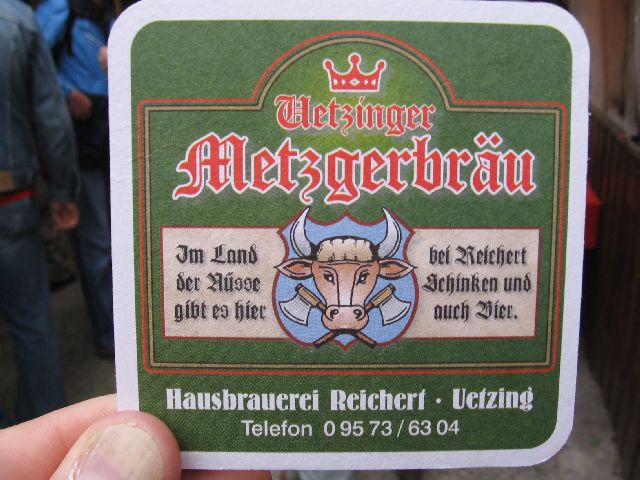 Uetzinger
Metzgerbräu
Im Land
der Nüsse
gibt es hier
bei Reichert
Schinken und
auch Bier.
Hausbrauerei Reichert · Uetzing
Telefon 0 95 73 / 63 04